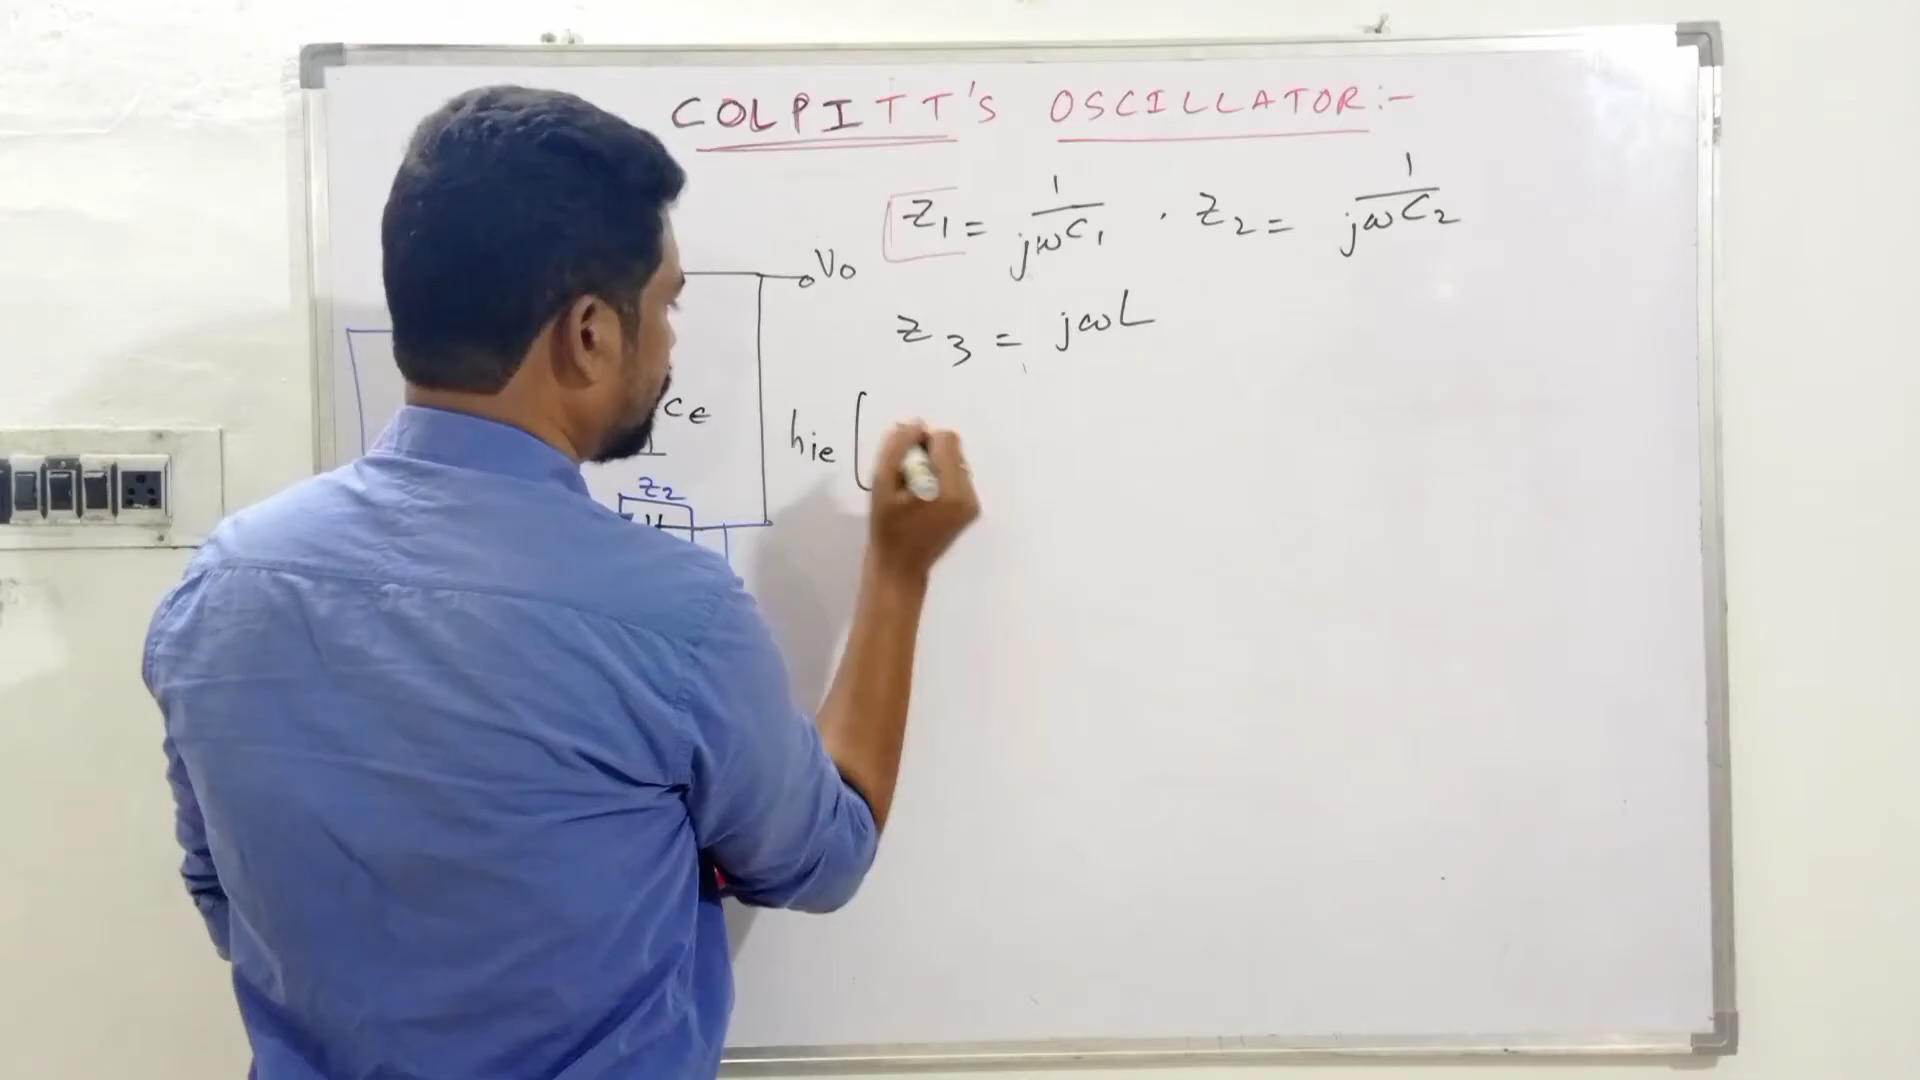 COLPITT'S OSCILLATOR:-
Z1 = 1/jωC1 . Z2 = 1/jωC2
Vo
Z3 = jωL
CE
hie [
Z2